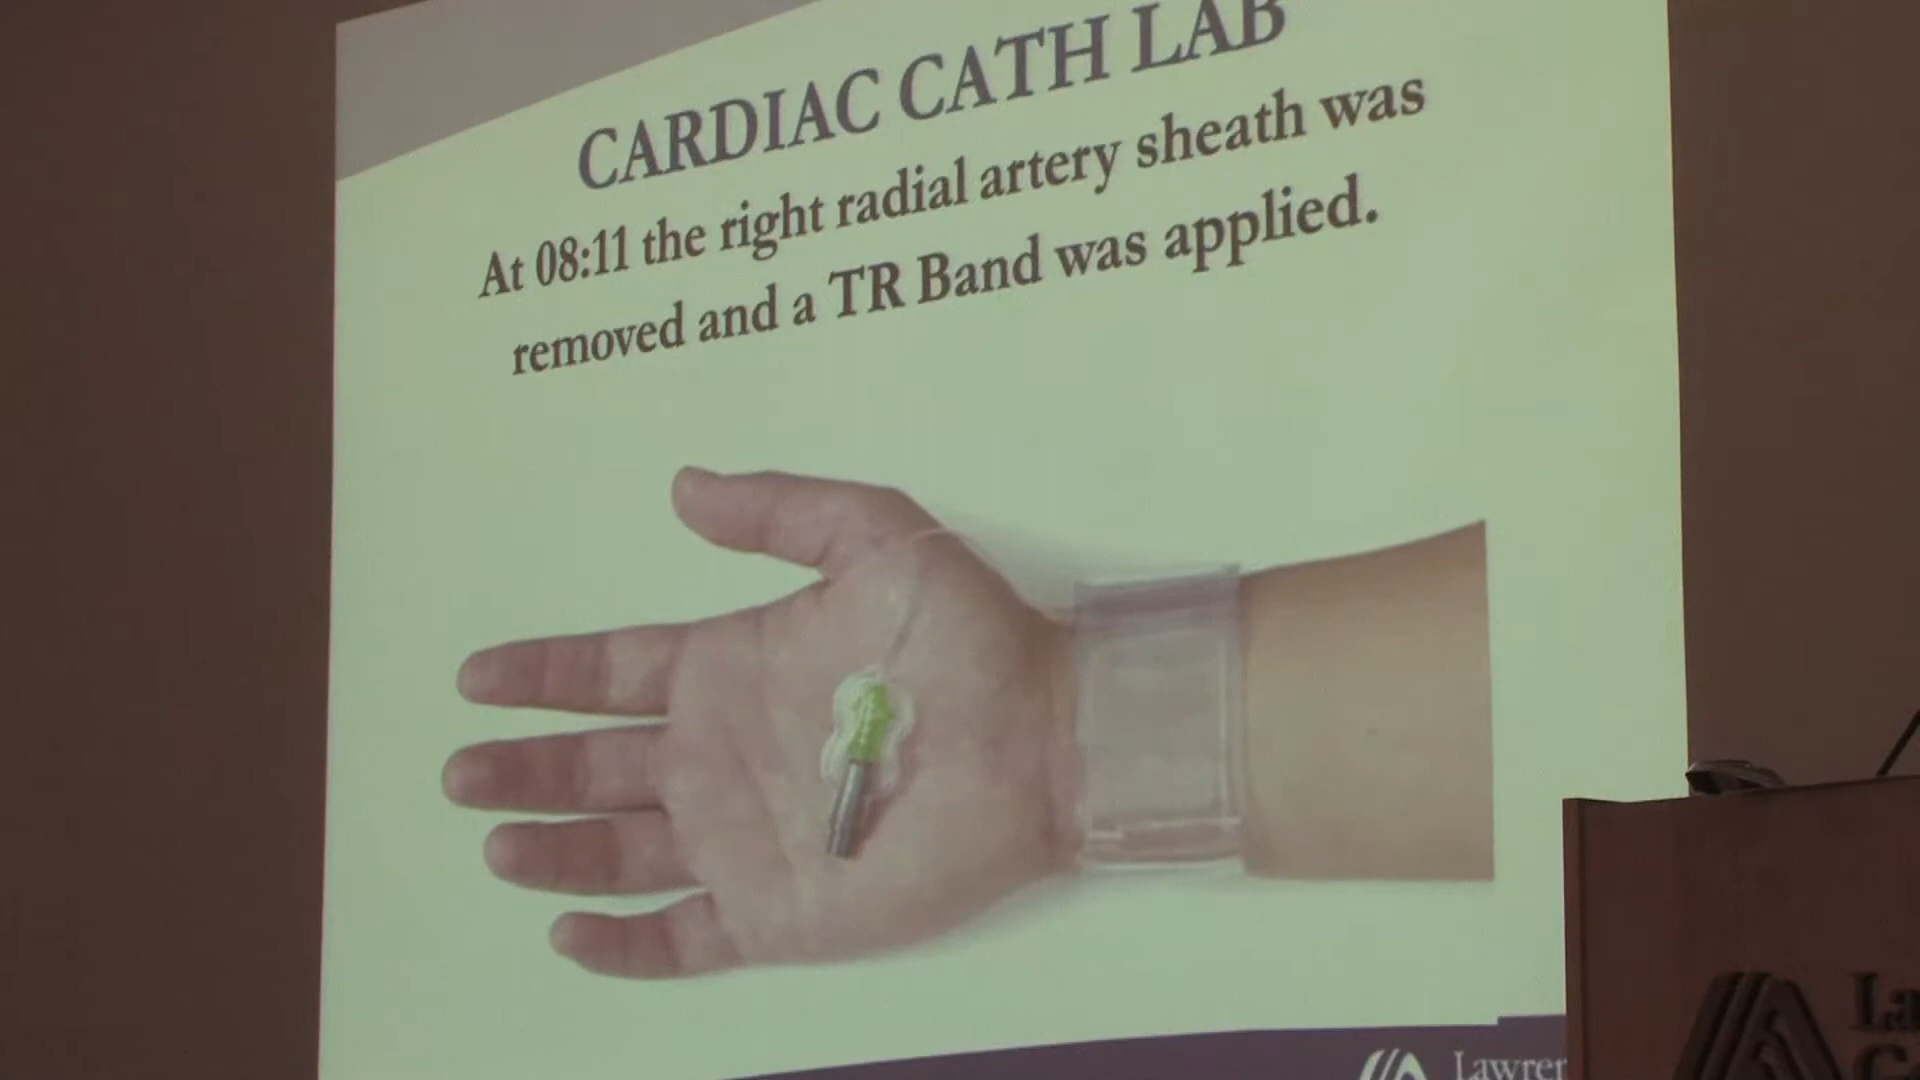 CARDIAC CATH LAB
At 08:11 the right radial artery sheath was
removed and a TR Band was applied.